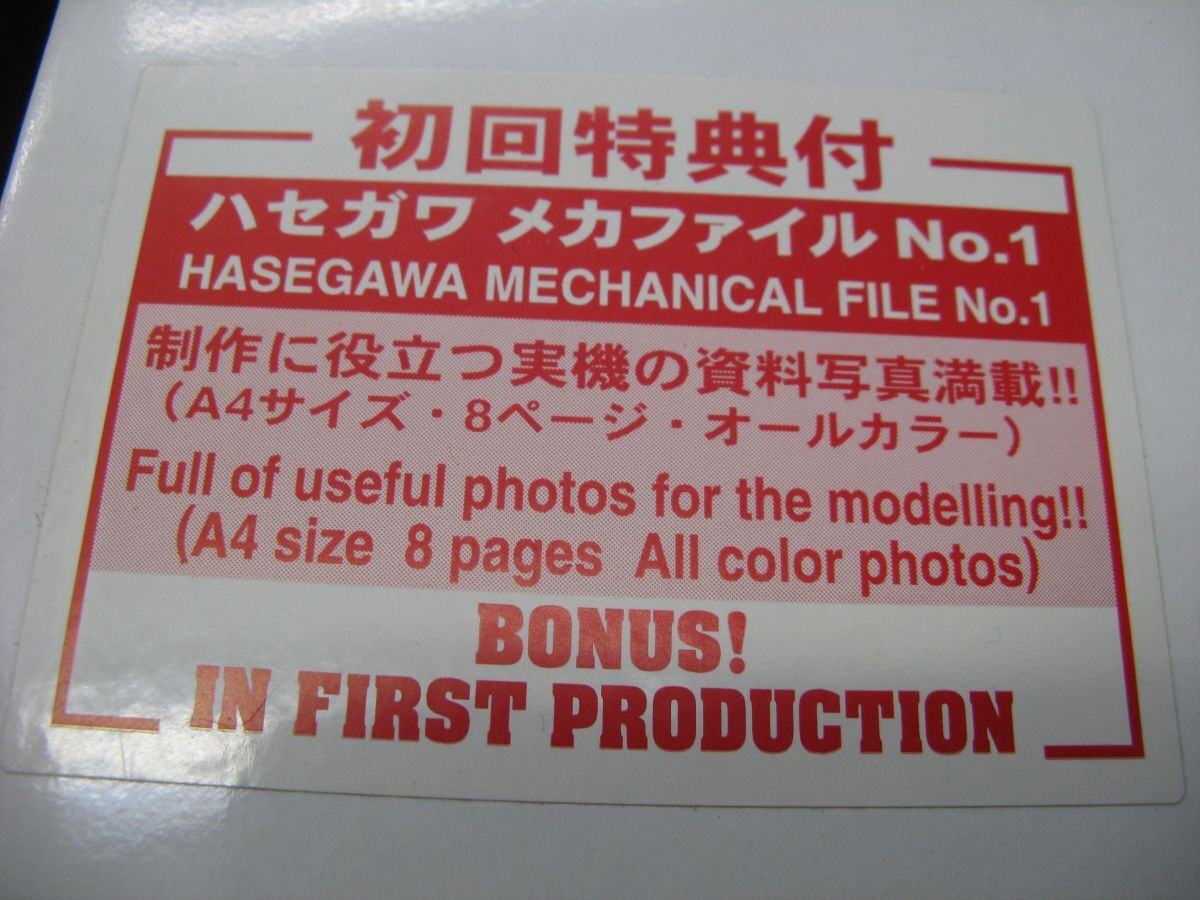 初回特典付
ハセガワ メカファイル No.1
HASEGAWA MECHANICAL FILE No.1
制作に役立つ実機の資料写真満載!!
（A4サイズ・8ページ・オールカラー）
Full of useful photos for the modelling!!
(A4 size 8 pages All color photos)
BONUS!
IN FIRST PRODUCTION